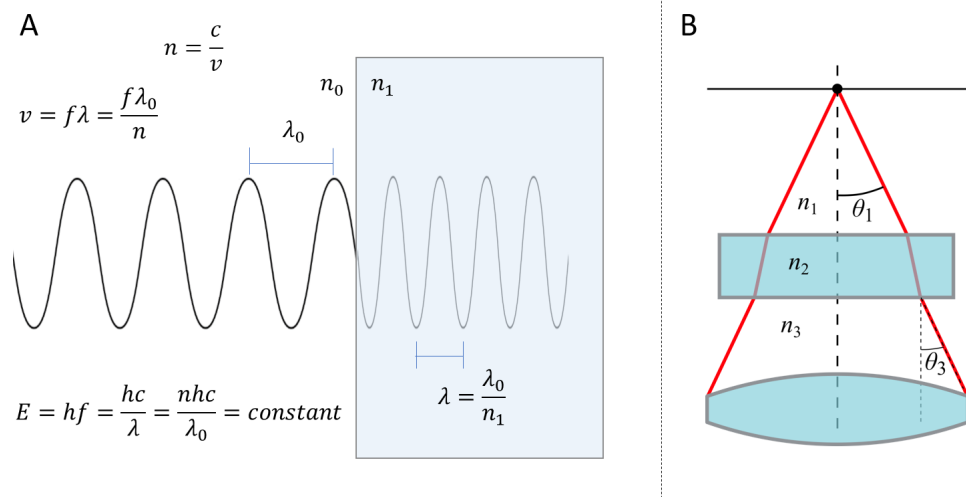 A
n = c/v
n₀ n₁
v = fλ = fλ₀/n
λ₀
λ = λ₀/n₁
E = hf = hc/λ = nhc/λ₀ = constant
B
n₁
θ₁
n₂
n₃
θ₃